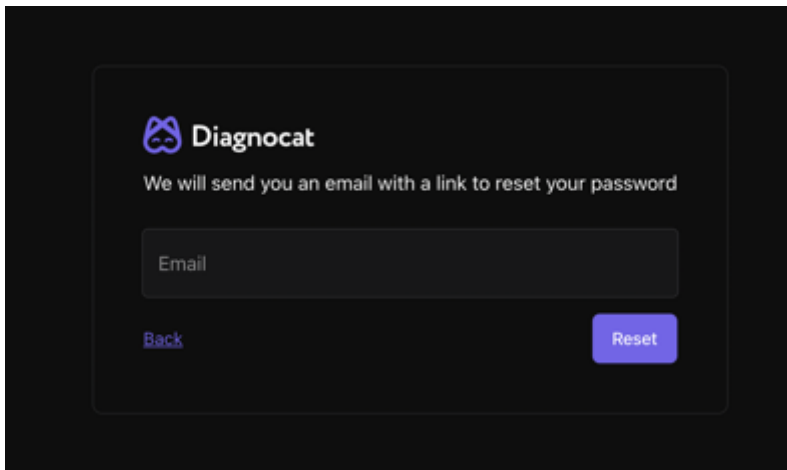 Diagnocat
We will send you an email with a link to reset your password
Email
Back
Reset